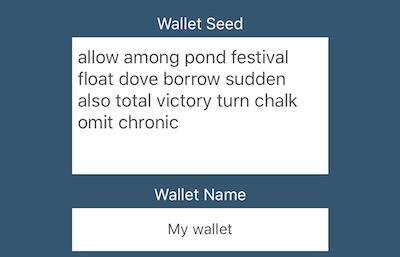 Wallet Seed
allow among pond festival
float dove borrow sudden
also total victory turn chalk
omit chronic
Wallet Name
My wallet